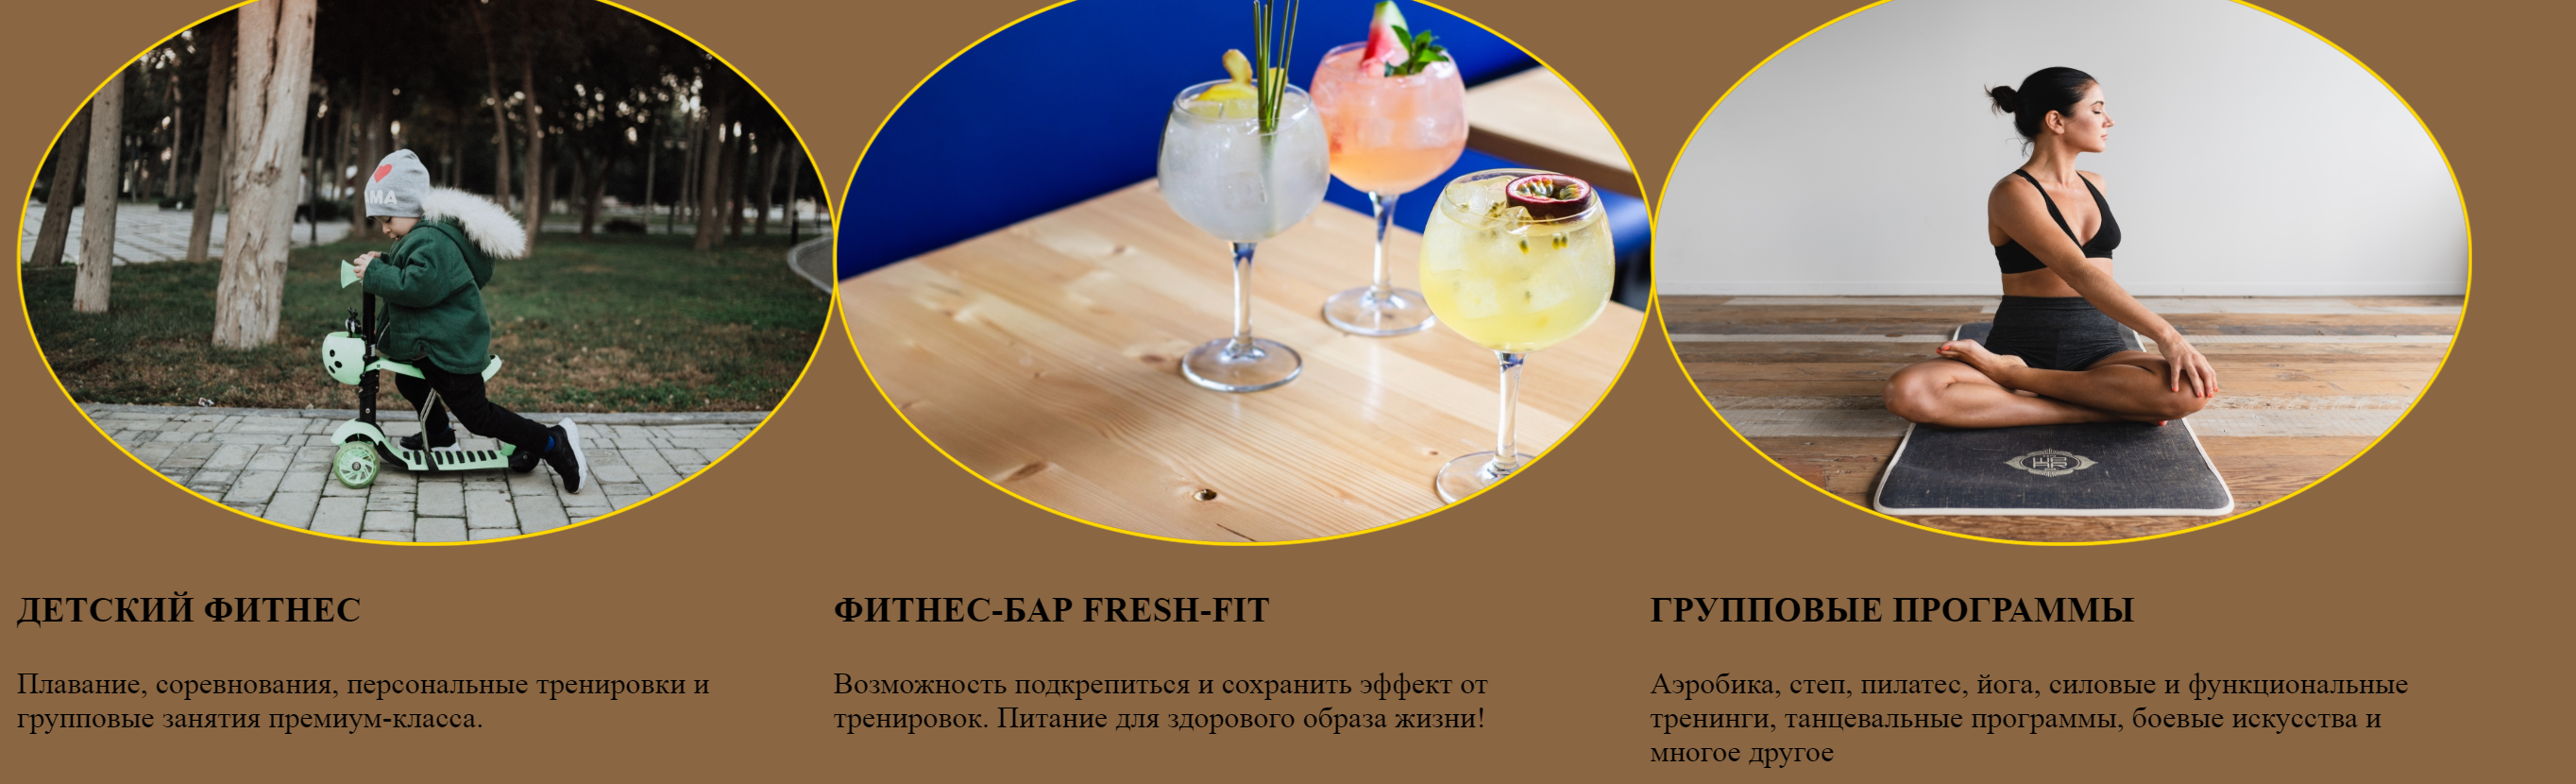 МА
ДЕТСКИЙ ФИТНЕС
Плавание, соревнования, персональные тренировки и
групповые занятия премиум-класса.
ФИТНЕС-БАР FRESH-FIT
Возможность подкрепиться и сохранить эффект от
тренировок. Питание для здорового образа жизни!
ГРУППОВЫЕ ПРОГРАММЫ
Аэробика, степ, пилатес, йога, силовые и функциональные
тренинги, танцевальные программы, боевые искусства и
многое другое